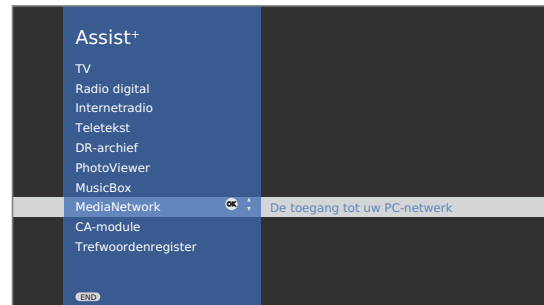 Assist+
TV
Radio digital
Internetradio
Teletekst
DR-archief
PhotoViewer
MusicBox
MediaNetwork OK De toegang tot uw PC-netwerk
CA-module
Trefwoordenregister
END